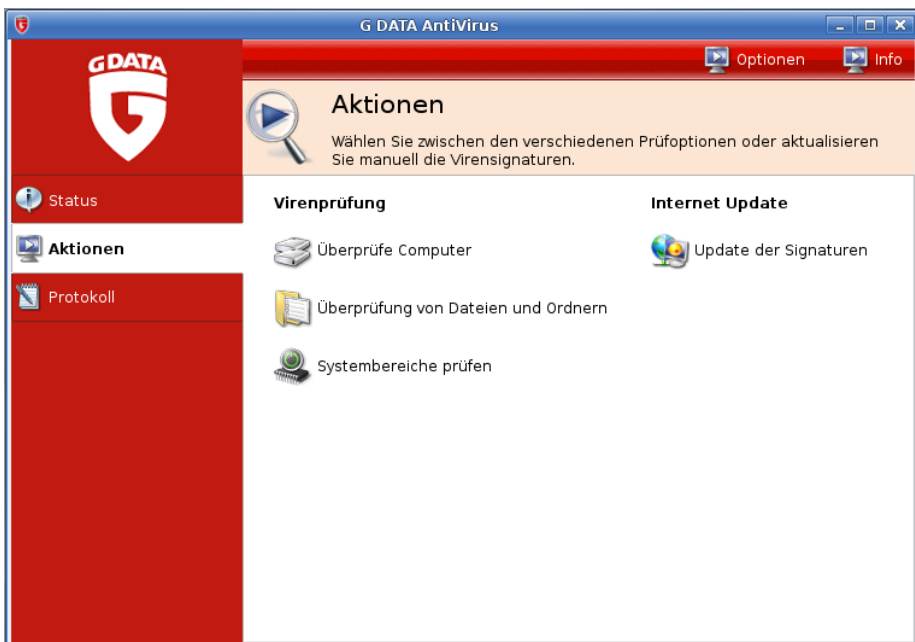 G DATA AntiVirus
Optionen
Info
G DATA
Aktionen
Wählen Sie zwischen den verschiedenen Prüfoptionen oder aktualisieren
Sie manuell die Virensignaturen.
Status
Aktionen
Protokoll
Virenprüfung
Überprüfe Computer
Überprüfung von Dateien und Ordnern
Systembereiche prüfen
Internet Update
Update der Signaturen